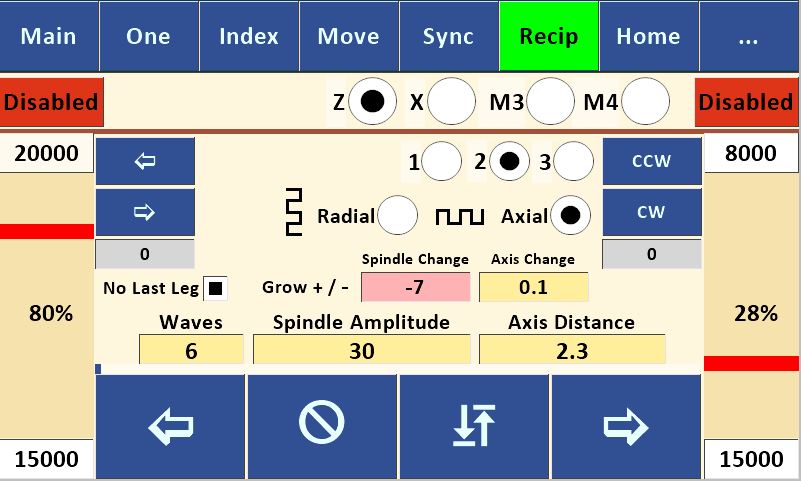 Main One Index Move Sync Recip Home ...
Disabled Z X M3 M4 Disabled
20000 1 2 3 CCW 8000
Radial Axial CW
0 Spindle Change Axis Change 0
No Last Leg Grow + / - -7 0.1
80% 28%
Waves Spindle Amplitude Axis Distance
6 30 2.3
15000 15000